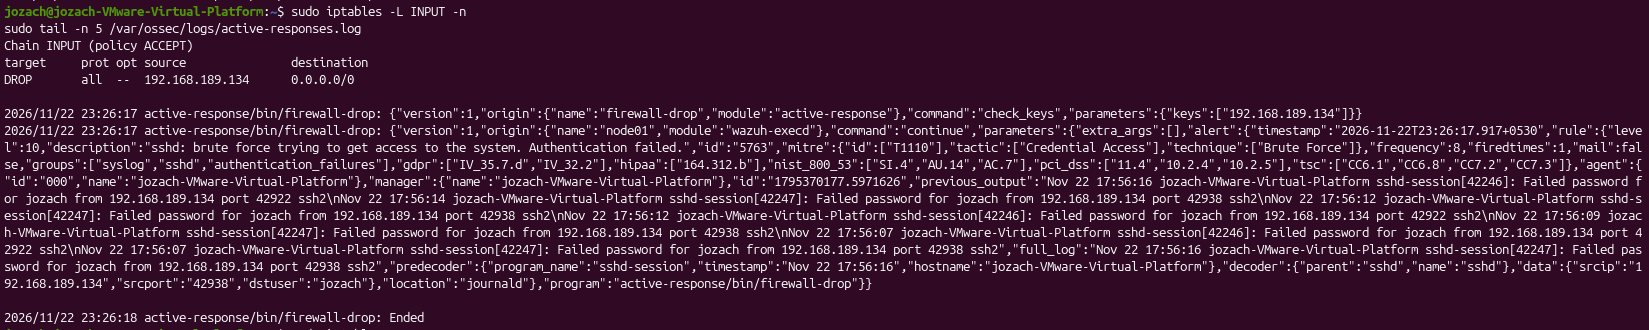 jozach@jozach-VMware-Virtual-Platform:~$ sudo iptables -L INPUT -n
sudo tail -n 5 /var/ossec/logs/active-responses.log
Chain INPUT (policy ACCEPT)
target     prot opt source               destination
DROP       all  --  192.168.189.134      0.0.0.0/0
2026/11/22 23:26:17 active-response/bin/firewall-drop: {"version":1,"origin":{"name":"firewall-drop","module":"active-response"},"command":"check_keys","parameters":{"keys":["192.168.189.134"]}}
2026/11/22 23:26:17 active-response/bin/firewall-drop: {"version":1,"origin":{"name":"node01","module":"wazuh-execd"},"command":"continue","parameters":{"extra_args":[],"alert":{"timestamp":"2026-11-22T23:26:17.917+0530","rule":{"leve
l":10,"description":"sshd: brute force trying to get access to the system. Authentication failed.","id":"5763","mitre":{"id":["T1110"],"tactic":["Credential Access"],"technique":["Brute Force"]},"frequency":8,"firedtimes":1,"mail":fal
se,"groups":["syslog","sshd","authentication_failures"],"gdpr":["IV_35.7.d","IV_32.2"],"hipaa":["164.312.b"],"nist_800_53":["SI.4","AU.14","AC.7"],"pci_dss":["11.4","10.2.4","10.2.5"],"tsc":["CC6.1","CC6.8","CC7.2","CC7.3"]},"agent":{
"id":"000","name":"jozach-VMware-Virtual-Platform"},"manager":{"name":"jozach-VMware-Virtual-Platform"},"id":"1795370177.5971626","previous_output":"Nov 22 17:56:16 jozach-VMware-Virtual-Platform sshd-session[42246]: Failed password f
or jozach from 192.168.189.134 port 42922 ssh2\nNov 22 17:56:14 jozach-VMware-Virtual-Platform sshd-session[42247]: Failed password for jozach from 192.168.189.134 port 42938 ssh2\nNov 22 17:56:12 jozach-VMware-Virtual-Platform sshd-s
ession[42247]: Failed password for jozach from 192.168.189.134 port 42938 ssh2\nNov 22 17:56:12 jozach-VMware-Virtual-Platform sshd-session[42246]: Failed password for jozach from 192.168.189.134 port 42922 ssh2\nNov 22 17:56:09 jozac
h-VMware-Virtual-Platform sshd-session[42247]: Failed password for jozach from 192.168.189.134 port 42938 ssh2\nNov 22 17:56:07 jozach-VMware-Virtual-Platform sshd-session[42246]: Failed password for jozach from 192.168.189.134 port 4
2922 ssh2\nNov 22 17:56:07 jozach-VMware-Virtual-Platform sshd-session[42247]: Failed password for jozach from 192.168.189.134 port 42938 ssh2","full_log":"Nov 22 17:56:16 jozach-VMware-Virtual-Platform sshd-session[42247]: Failed pas
sword for jozach from 192.168.189.134 port 42938 ssh2","predecoder":{"program_name":"sshd-session","timestamp":"Nov 22 17:56:16","hostname":"jozach-VMware-Virtual-Platform"},"decoder":{"parent":"sshd","name":"sshd"},"data":{"srcip":"1
92.168.189.134","srcport":"42938","dstuser":"jozach"},"location":"journald"},"program":"active-response/bin/firewall-drop"}}
2026/11/22 23:26:18 active-response/bin/firewall-drop: Ended